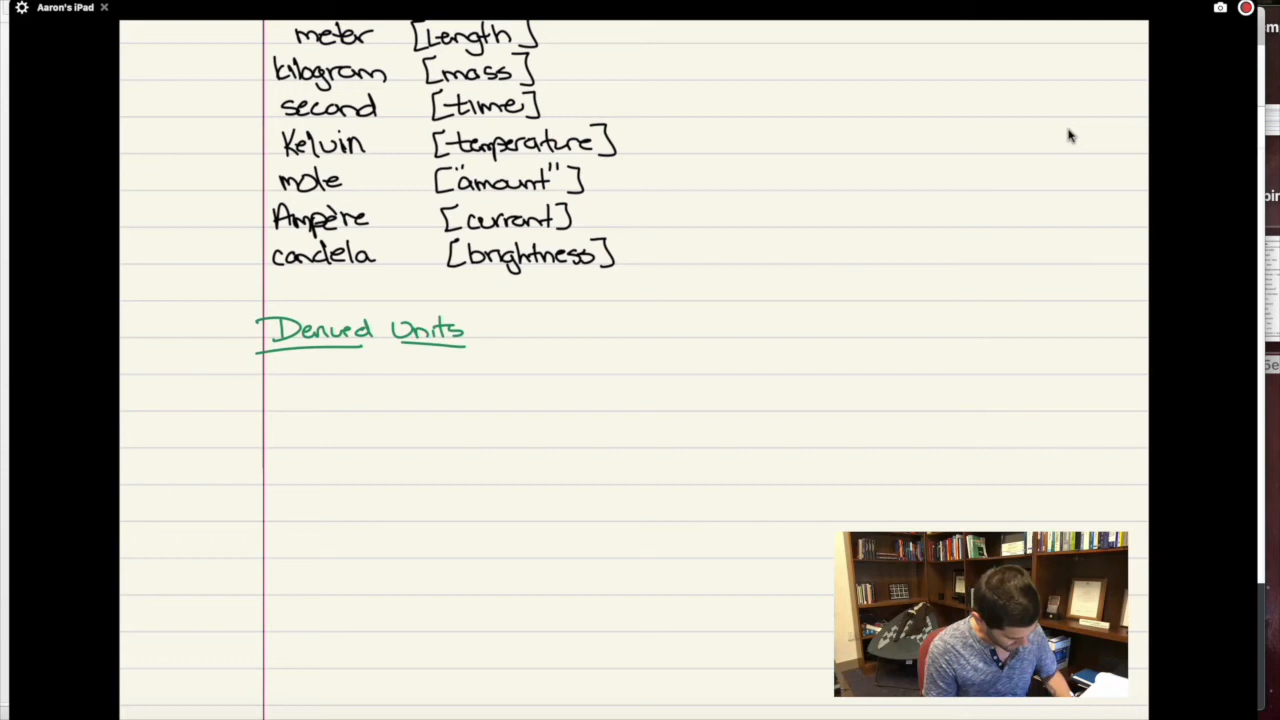 Aaron's iPad
meter [Length]
kilogram [mass]
second [time]
Kelvin [temperature]
mole ["amount"]
Ampère [current]
candela [brightness]
Derived Units